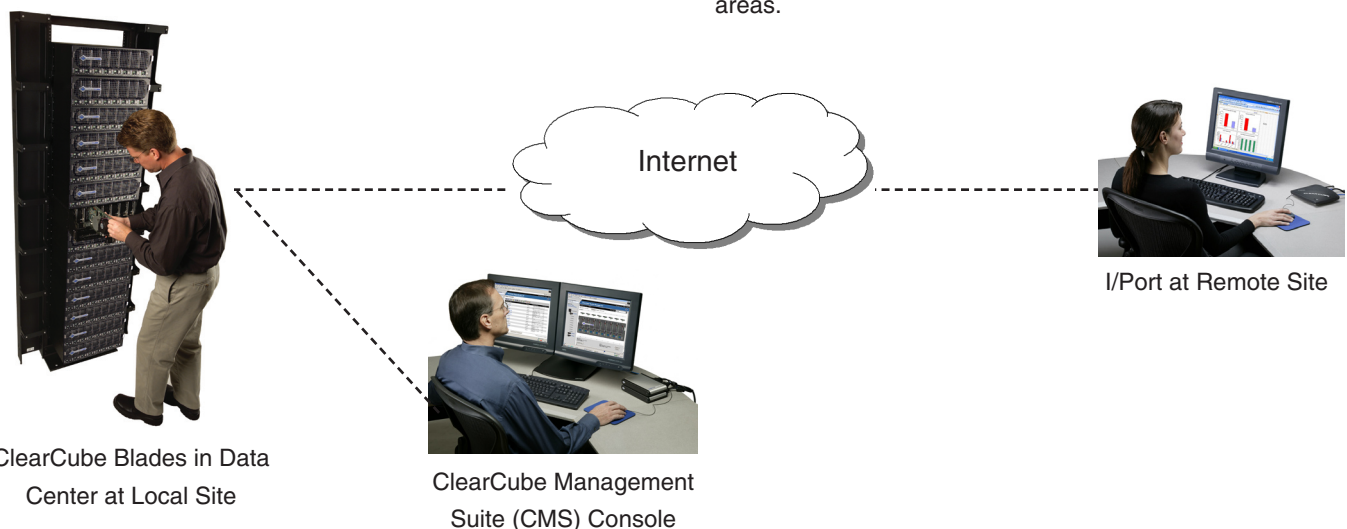 areas.
Internet
I/Port at Remote Site
ClearCube Blades in Data
Center at Local Site
ClearCube Management
Suite (CMS) Console